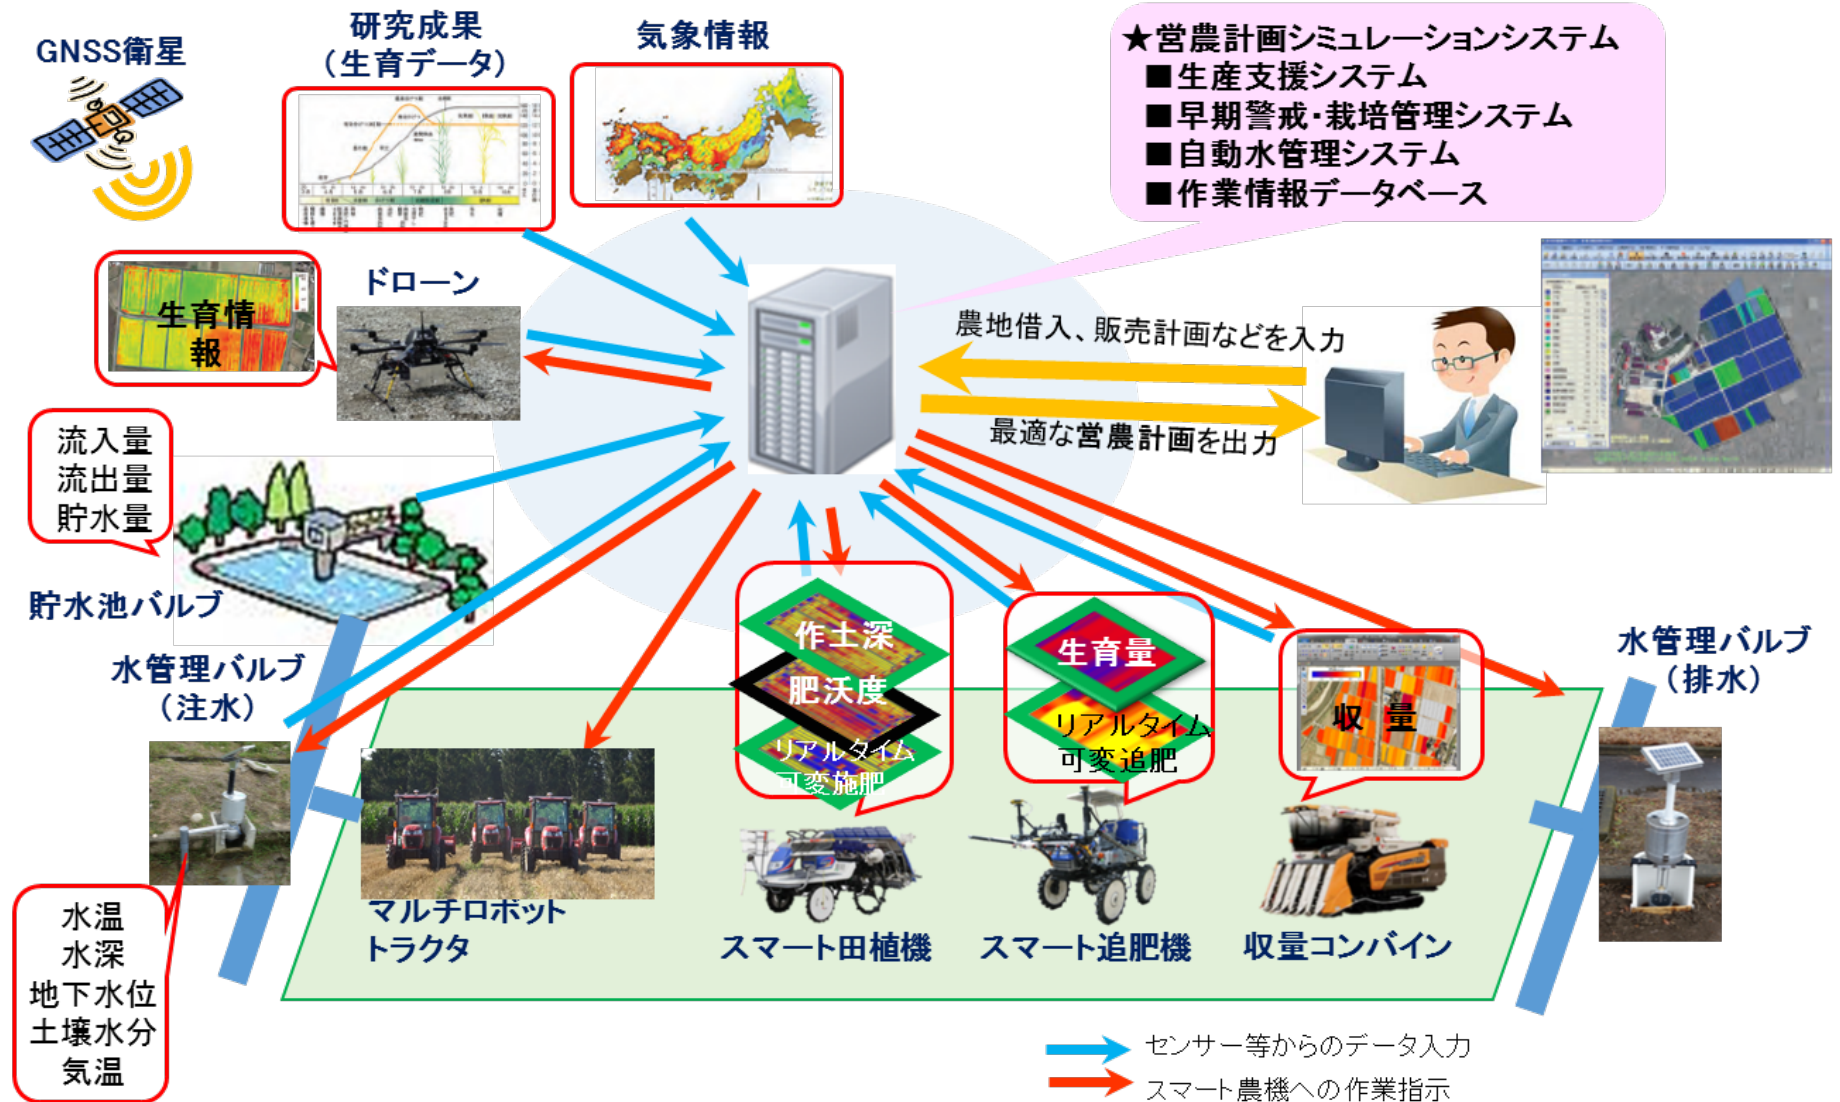 GNSS衛星
研究成果
（生育データ）
気象情報
★営農計画シミュレーションシステム
■生産支援システム
■早期警戒・栽培管理システム
■自動水管理システム
■作業情報データベース
生育情
報
ドローン
農地借入、販売計画などを入力
最適な営農計画を出力
流入量
流出量
貯水量
貯水池バルブ
水管理バルブ
（注水）
作土深
肥沃度
リアルタイム
可変施肥
生育量
リアルタイム
可変追肥
収 量
水管理バルブ
（排水）
水温
水深
地下水位
土壌水分
気温
マルチロボット
トラクタ
スマート田植機
スマート追肥機
収量コンバイン
センサー等からのデータ入力
スマート農機への作業指示